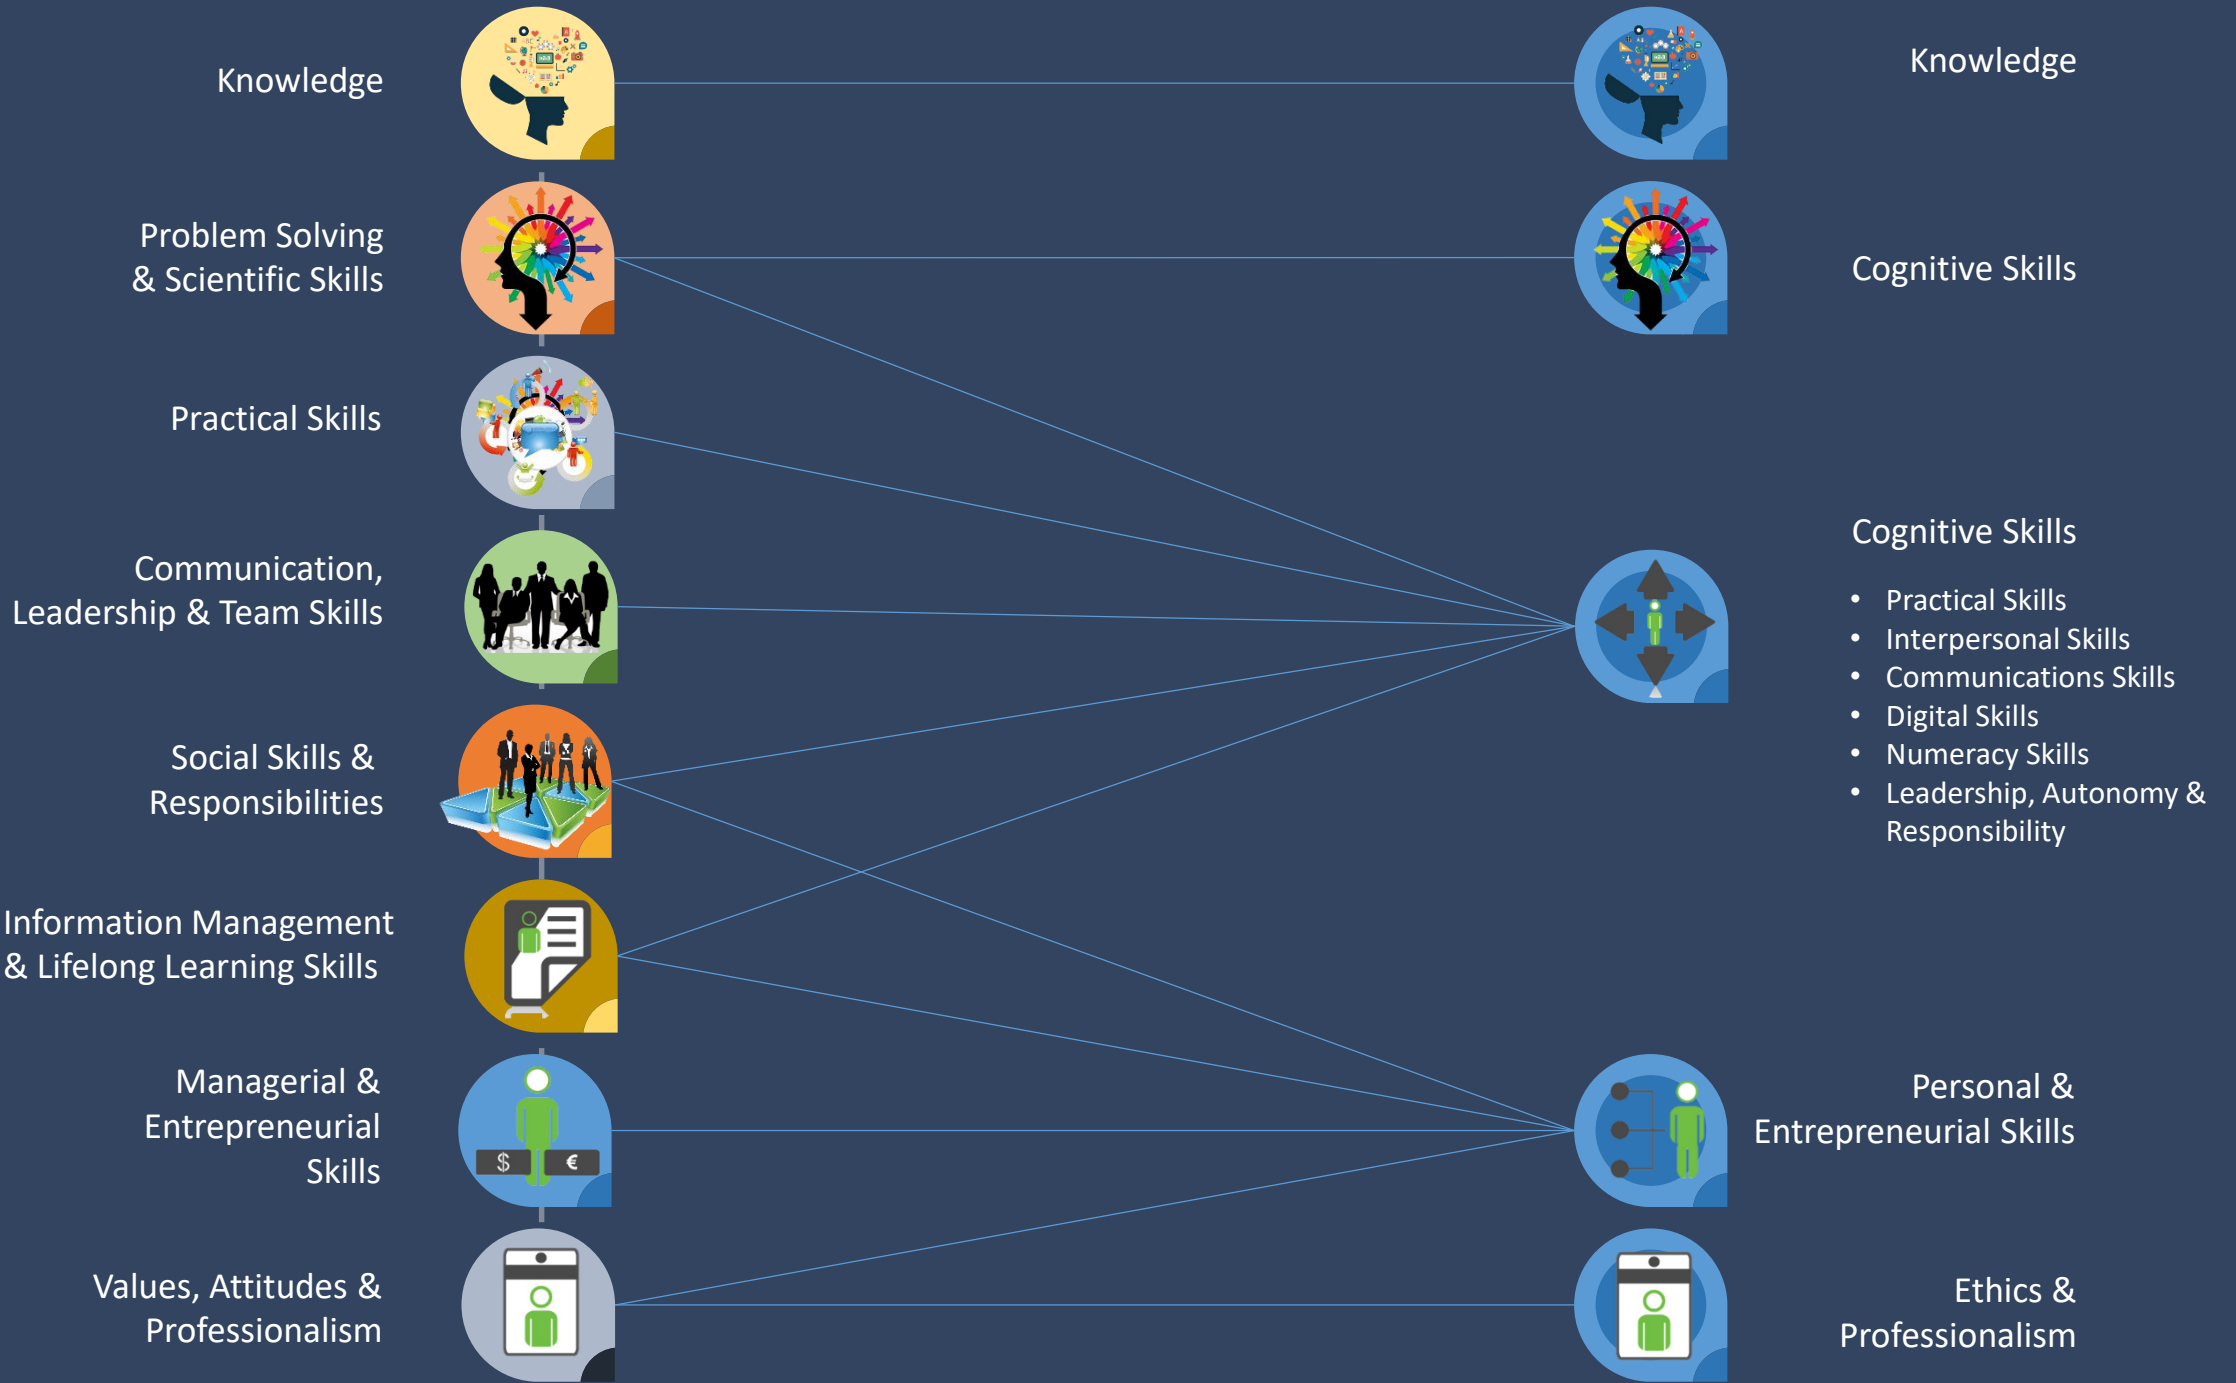 Knowledge
Problem Solving
& Scientific Skills
Practical Skills
Communication,
Leadership & Team Skills
Social Skills &
Responsibilities
Information Management
& Lifelong Learning Skills
Managerial &
Entrepreneurial
Skills
$ €
Values, Attitudes &
Professionalism
Knowledge
Cognitive Skills
Cognitive Skills
• Practical Skills
• Interpersonal Skills
• Communications Skills
• Digital Skills
• Numeracy Skills
• Leadership, Autonomy &
Responsibility
Personal &
Entrepreneurial Skills
Ethics &
Professionalism